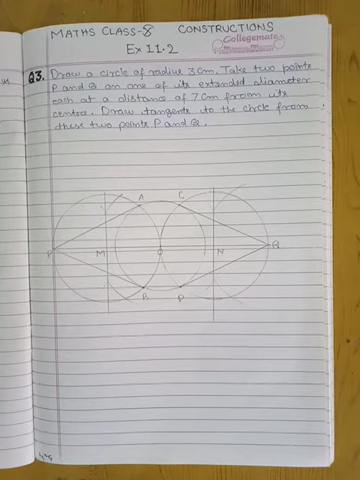 MATHS CLASS-8 CONSTRUCTIONS
Collegemate
Ex 11.2
Q3. Draw a circle of radius 3 cm. Take two points
P and Q on one of its extended diameter
each at a distance of 7 cm from its
centre. Draw tangents to the circle from
these two points P and Q.
A C
P M O N Q
B D